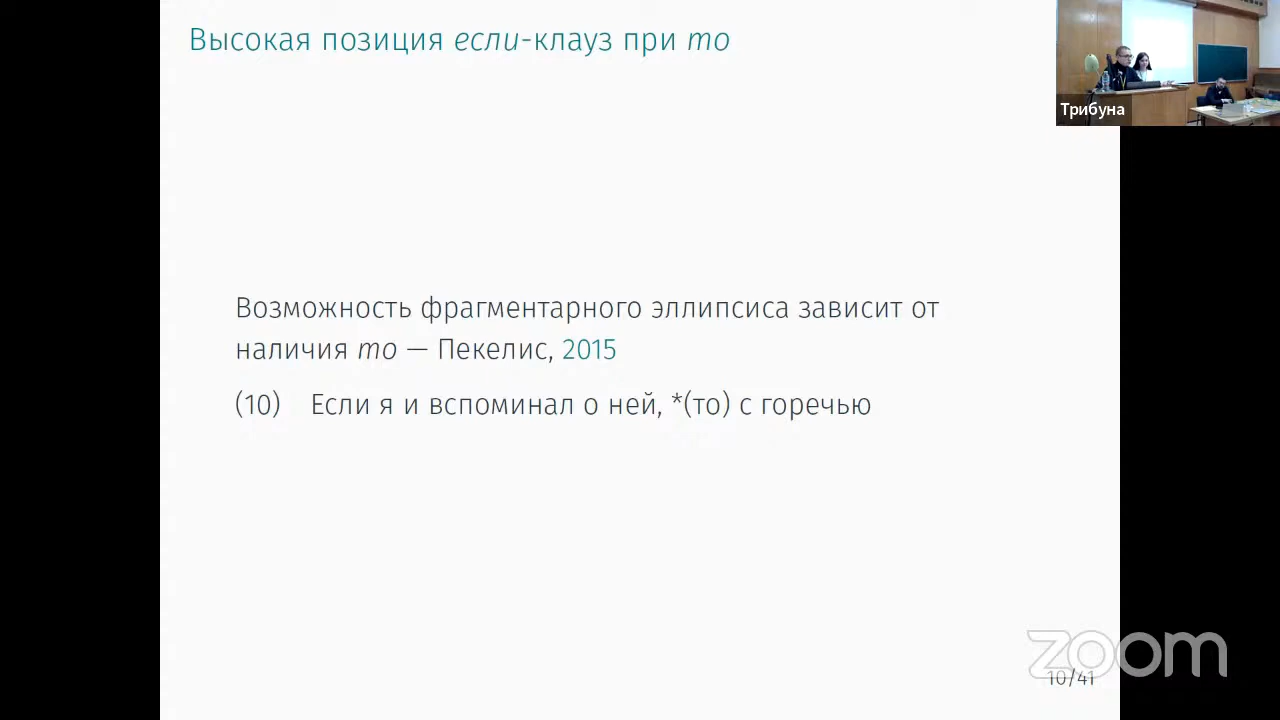 Высокая позиция если-клауз при то
Трибуна
Возможность фрагментарного эллипсиса зависит от
наличия то — Пекелис, 2015
(10) Если я и вспоминал о ней, *(то) с горечью
zoom
10/41